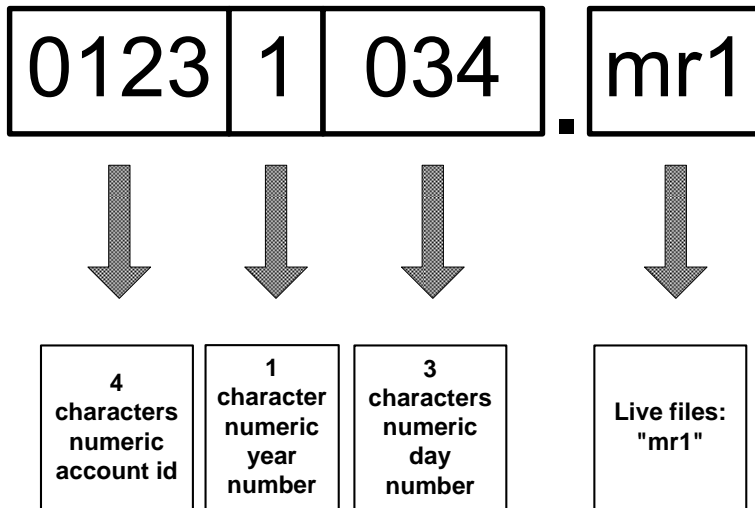 0123 1 034 . mr1
4
characters
numeric
account id
1
character
numeric
year
number
3
characters
numeric
day
number
Live files:
"mr1"